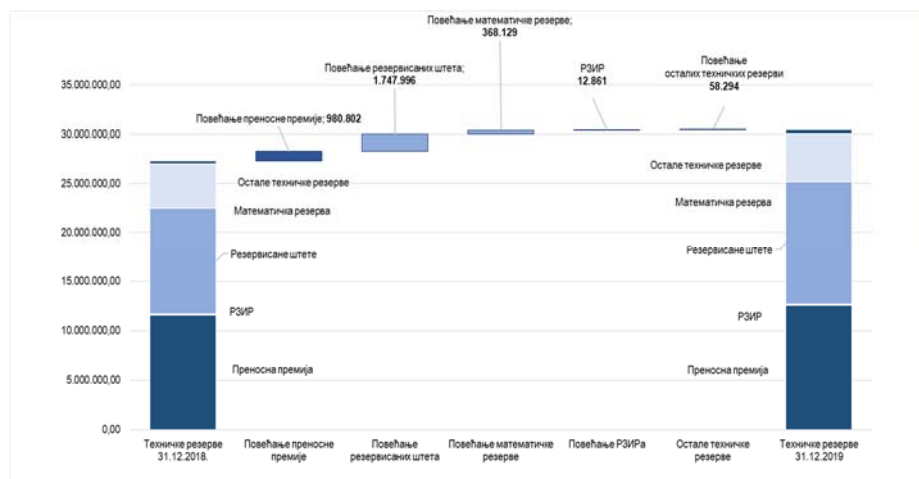 Повећање математичке резерве;
368.129
Повећање резервисаних штета;
1.747.996
РЗИР
12.861
Повећање
осталих техничких резерви
58.294
Повећање преносне премије; 980.802
35.000.000,00
30.000.000,00
25.000.000,00
20.000.000,00
15.000.000,00
10.000.000,00
5.000.000,00
0,00
Остале техничке резерве
Математичка резерва
Резервисане штете
РЗИР
Преносна премија
Остале техничке резерве
Математичка резерва
Резервисане штете
РЗИР
Преносна премија
Техничке резерве
31.12.2018.
Повећање преносне
премије
Повећање
резервисаних штета
Повећање математичке
резерве
Повећање РЗИРа
Остале техничке
резерве
Техничке резерве
31.12.2019